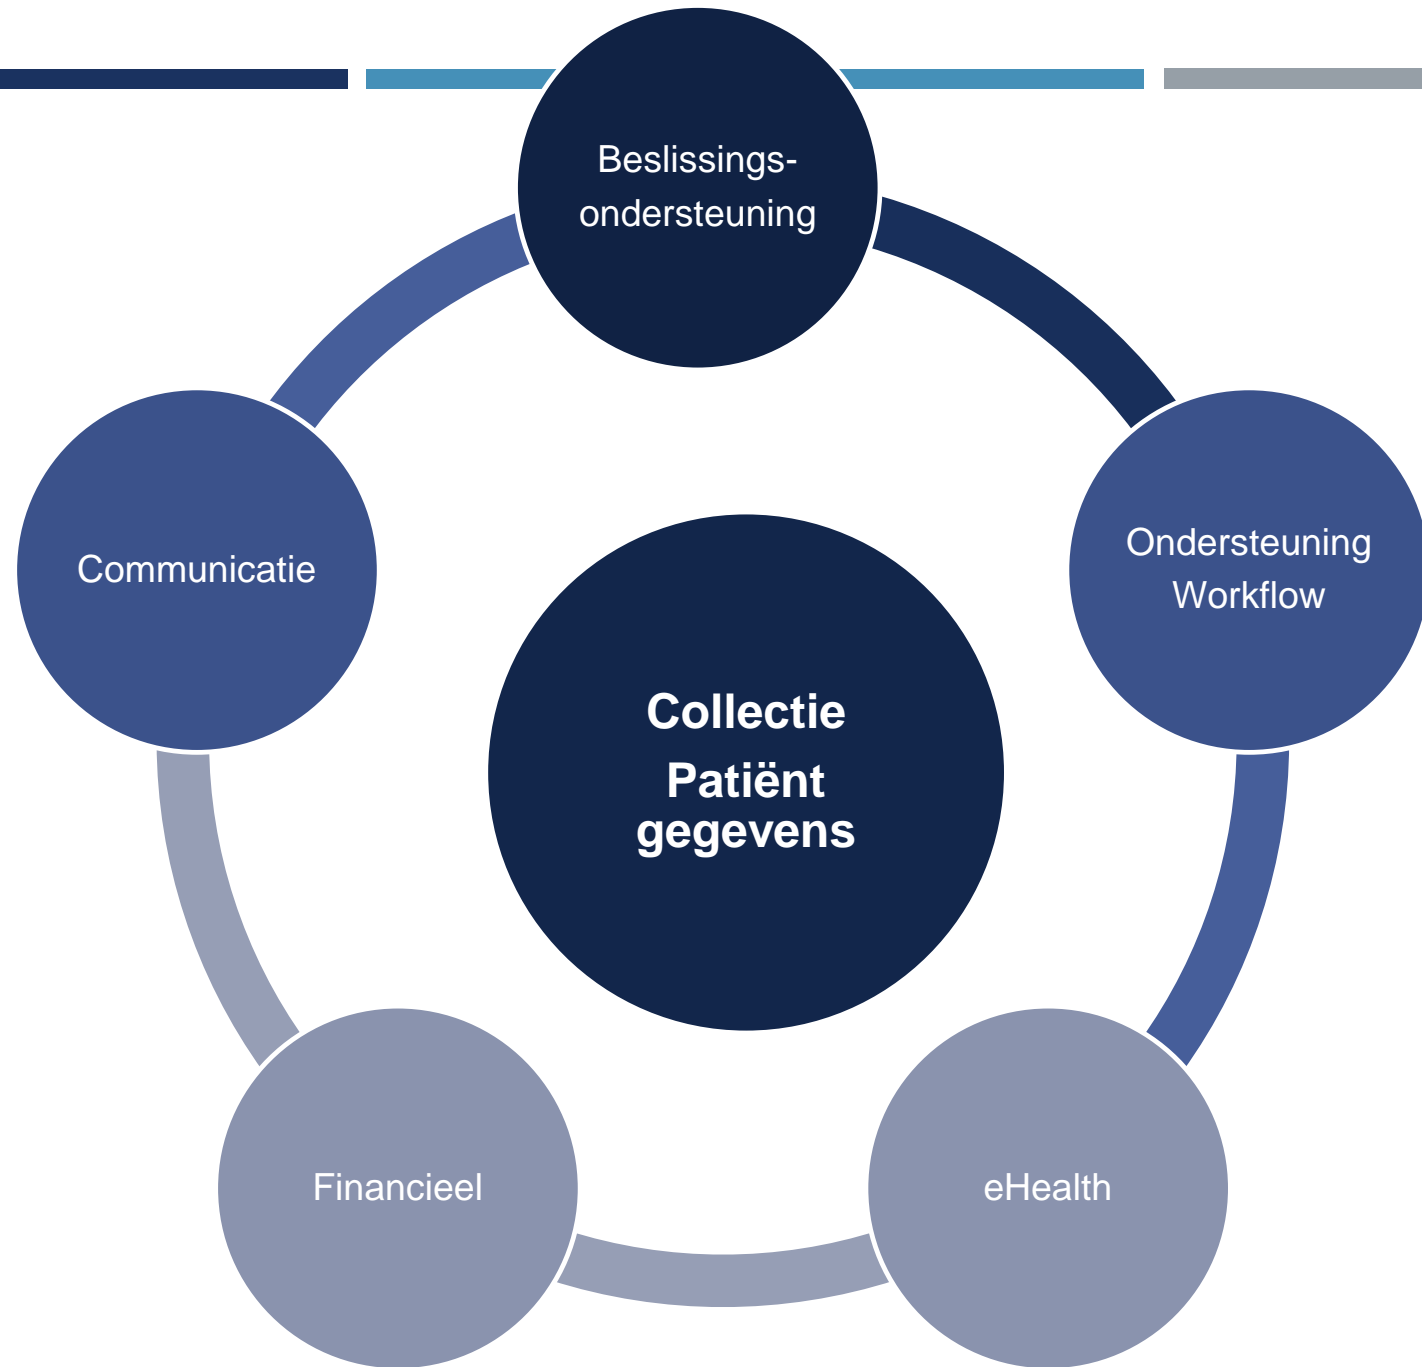 Beslissings-
ondersteuning
Communicatie
Ondersteuning
Workflow
Collectie
Patiënt
gegevens
Financieel
eHealth